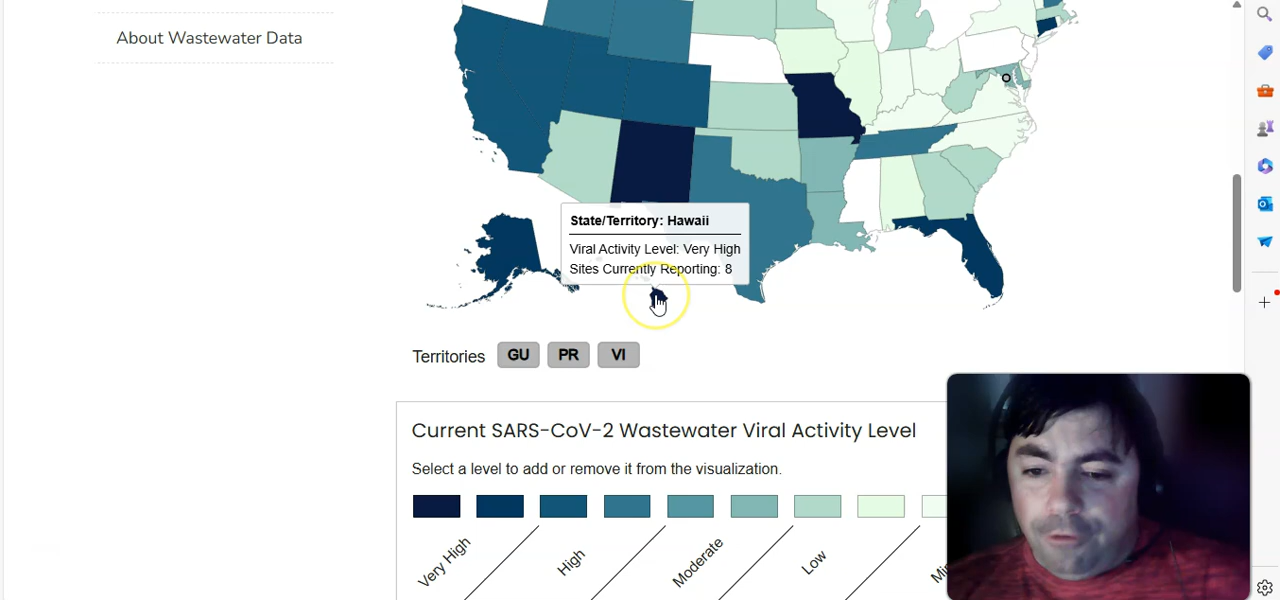 About Wastewater Data
State/Territory: Hawaii
Viral Activity Level: Very High
Sites Currently Reporting: 8
Territories GU PR VI
Current SARS-CoV-2 Wastewater Viral Activity Level
Select a level to add or remove it from the visualization.
Very High
High
Moderate
Low